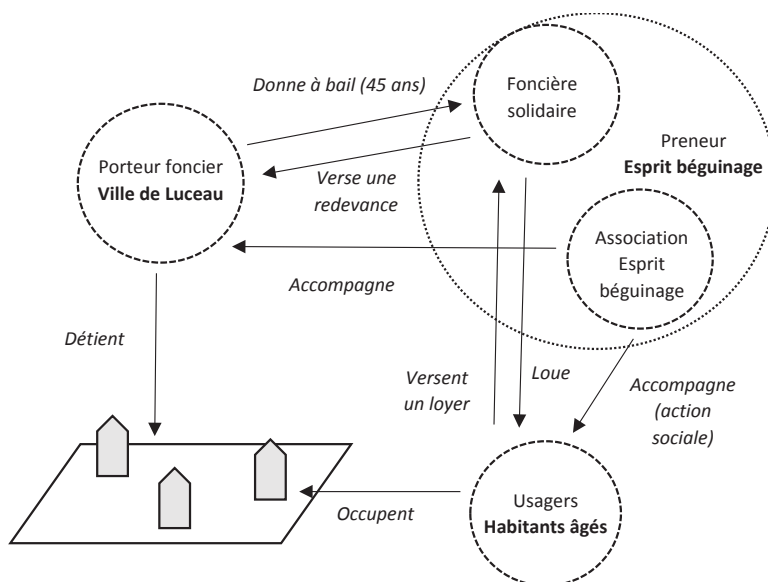 Donne à bail (45 ans)
Foncière
solidaire
Preneur
Esprit béguinage
Porteur foncier
Ville de Luceau
Verse une
redevance
Association
Esprit
béguinage
Accompagne
Détient
Versent
un loyer
Loue
Accompagne
(action
sociale)
Occupent
Usagers
Habitants âgés